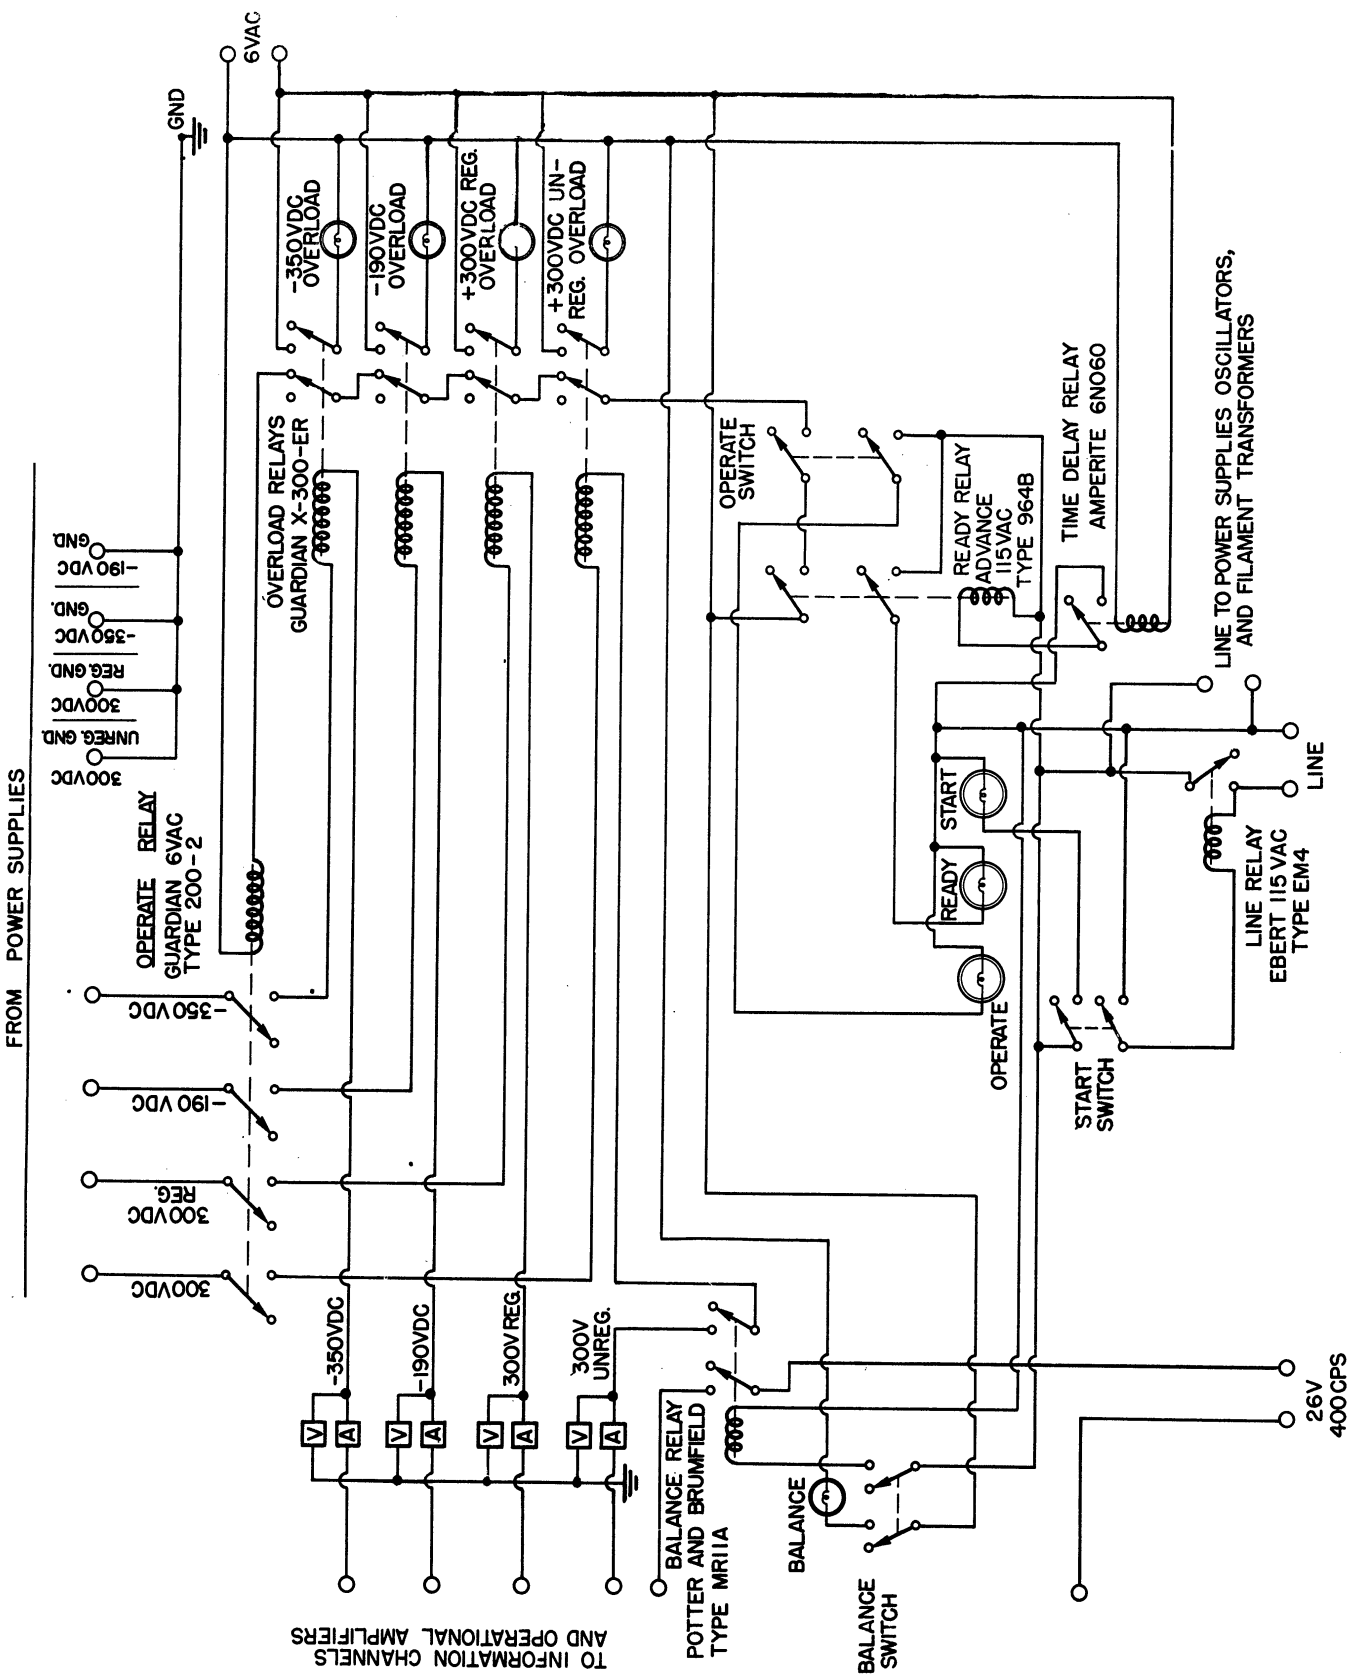 FROM POWER SUPPLIES
300VDC
UNREG. GND.
300VDC
REG. GND.
-350VDC
GND.
-190 VDC
GND.
GND
6VAC
300VDC
300VDC
REG.
-190 VDC
-350VDC
OPERATE RELAY
GUARDIAN 6VAC
TYPE 200-2
OVERLOAD RELAYS
GUARDIAN X-300-ER
-350VDC
OVERLOAD
-190VDC
OVERLOAD
+300VDC REG.
OVERLOAD
+300VDC UN-
REG. OVERLOAD
TO INFORMATION CHANNELS
AND OPERATIONAL AMPLIFIERS
V
A
-350VDC
V
A
-190VDC
V
A
300V REG.
V
A
300V
UNREG.
BALANCE RELAY
POTTER AND BRUMFIELD
TYPE MR11A
BALANCE
BALANCE
SWITCH
26V
400CPS
OPERATE
SWITCH
READY RELAY
ADVANCE
115VAC
TYPE 964B
TIME DELAY RELAY
AMPERITE 6NO60
OPERATE
READY
START
START
SWITCH
LINE RELAY
EBERT 115 VAC
TYPE EM4
LINE
LINE TO POWER SUPPLIES OSCILLATORS,
AND FILAMENT TRANSFORMERS